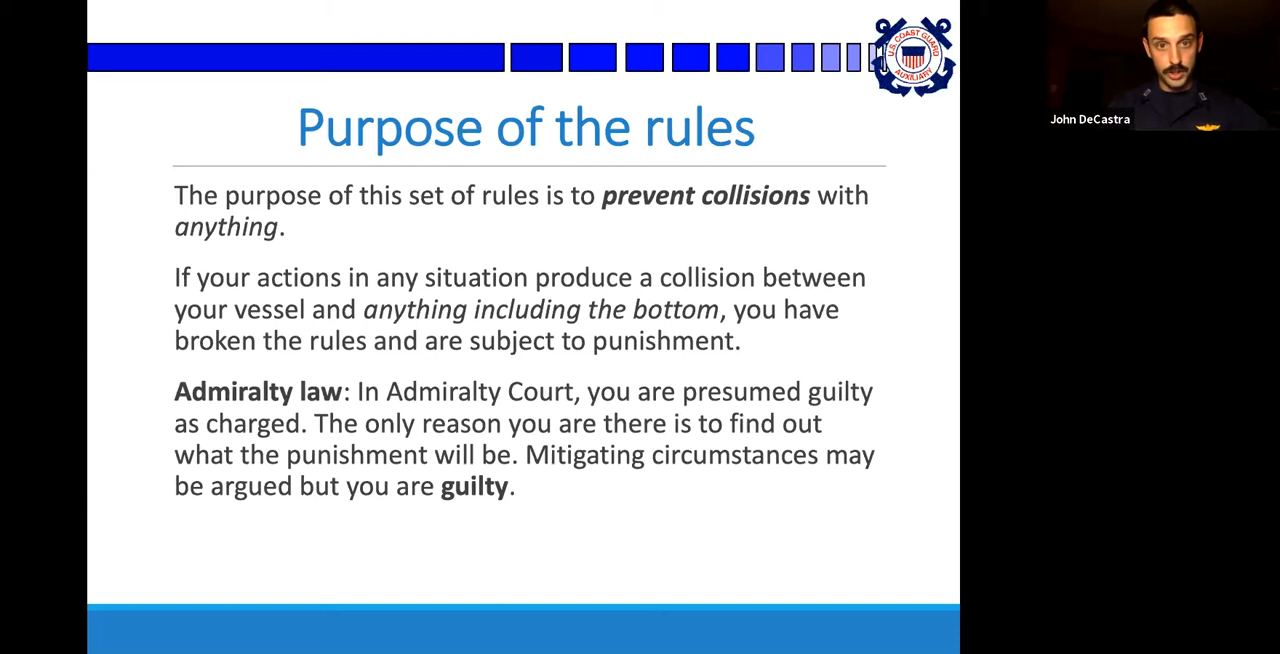 U.S. COAST GUARD
AUXILIARY
Purpose of the rules
The purpose of this set of rules is to prevent collisions with
anything.
If your actions in any situation produce a collision between
your vessel and anything including the bottom, you have
broken the rules and are subject to punishment.
Admiralty law: In Admiralty Court, you are presumed guilty
as charged. The only reason you are there is to find out
what the punishment will be. Mitigating circumstances may
be argued but you are guilty.
John DeCastra